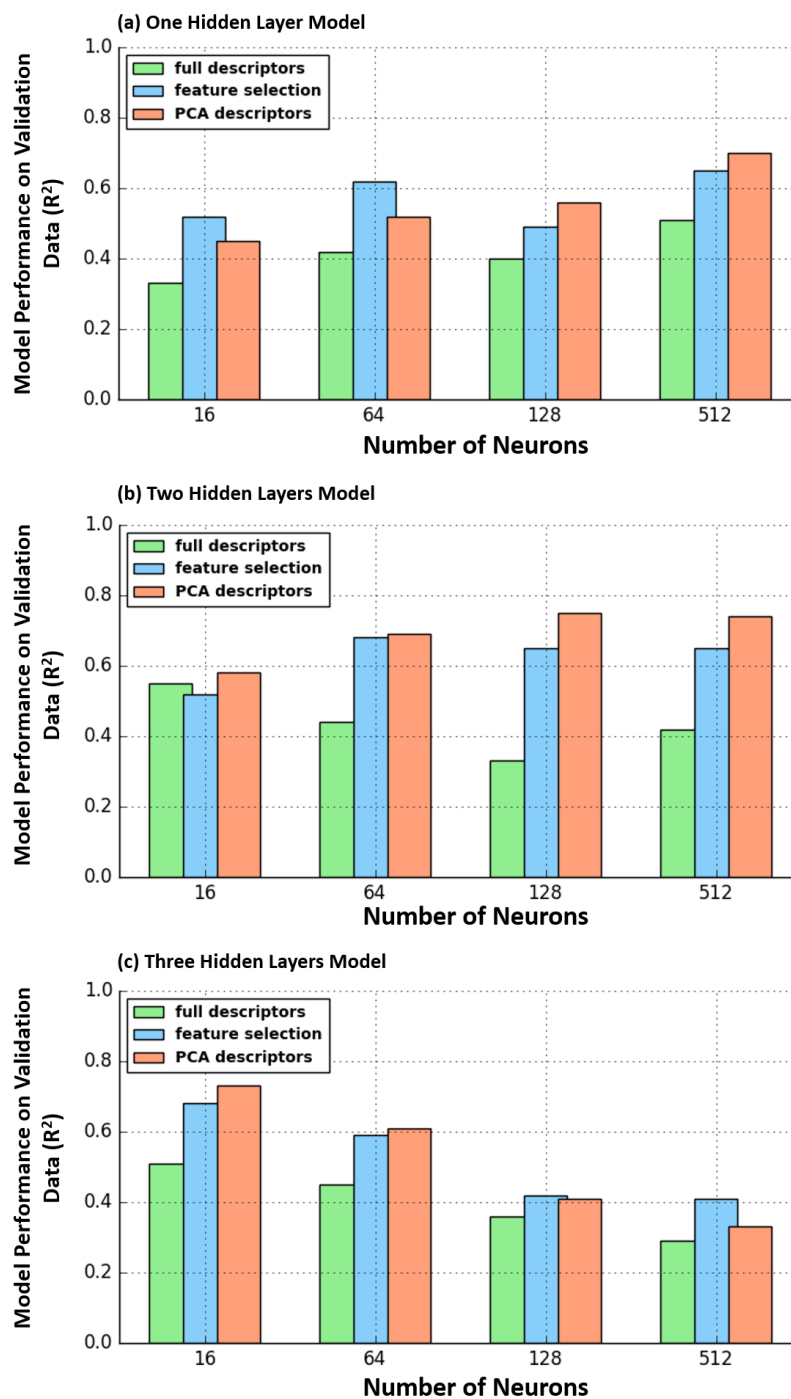 (a) One Hidden Layer Model
Model Performance on Validation
Data (R²)
1.0
0.8
0.6
0.4
0.2
0.0
full descriptors
feature selection
PCA descriptors
16
64
128
512
Number of Neurons
(b) Two Hidden Layers Model
Model Performance on Validation
Data (R²)
1.0
0.8
0.6
0.4
0.2
0.0
full descriptors
feature selection
PCA descriptors
16
64
128
512
Number of Neurons
(c) Three Hidden Layers Model
Model Performance on Validation
Data (R²)
1.0
0.8
0.6
0.4
0.2
0.0
full descriptors
feature selection
PCA descriptors
16
64
128
512
Number of Neurons